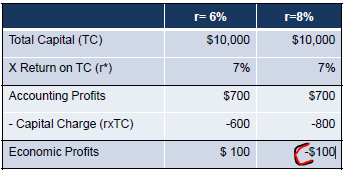 r= 6% r=8%
Total Capital (TC) $10,000 $10,000
X Return on TC (r*) 7% 7%
Accounting Profits $700 $700
- Capital Charge (rxTC) -600 -800
Economic Profits $ 100 -$100